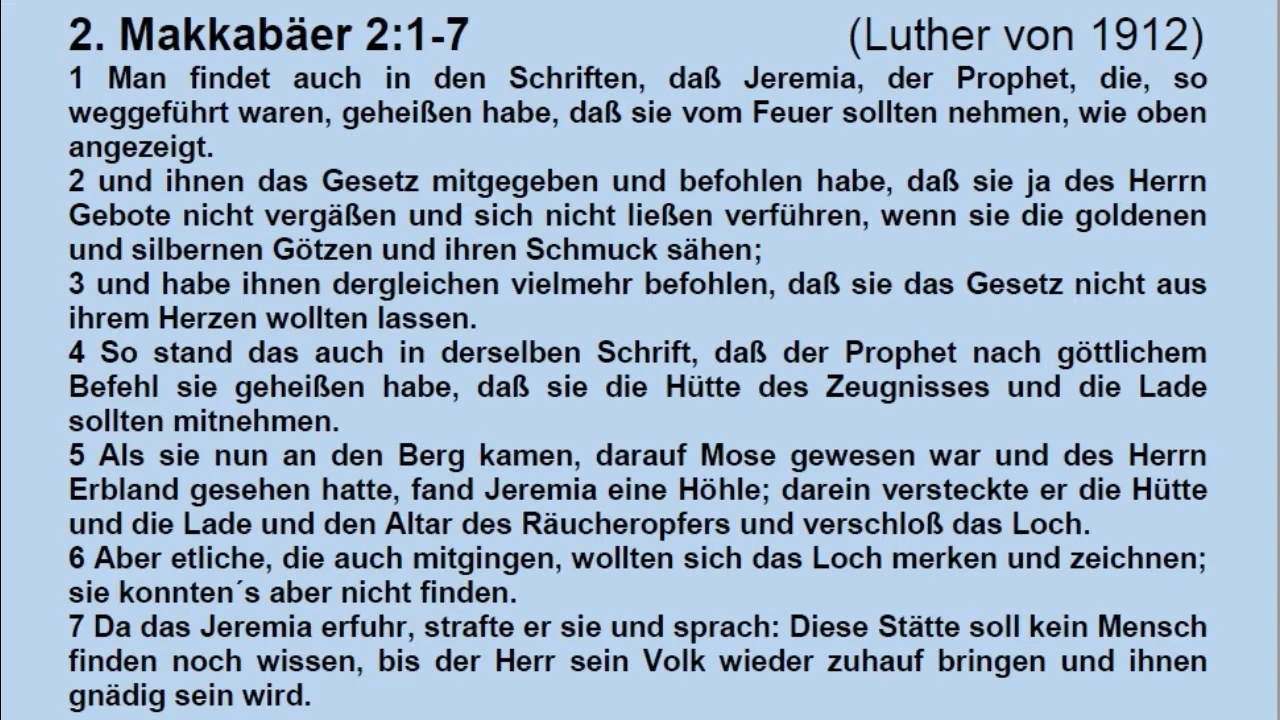 2. Makkabäer 2:1-7 (Luther von 1912)
1 Man findet auch in den Schriften, daß Jeremia, der Prophet, die, so
weggeführt waren, geheißen habe, daß sie vom Feuer sollten nehmen, wie oben
angezeigt.
2 und ihnen das Gesetz mitgegeben und befohlen habe, daß sie ja des Herrn
Gebote nicht vergäßen und sich nicht ließen verführen, wenn sie die goldenen
und silbernen Götzen und ihren Schmuck sähen;
3 und habe ihnen dergleichen vielmehr befohlen, daß sie das Gesetz nicht aus
ihrem Herzen wollten lassen.
4 So stand das auch in derselben Schrift, daß der Prophet nach göttlichem
Befehl sie geheißen habe, daß sie die Hütte des Zeugnisses und die Lade
sollten mitnehmen.
5 Als sie nun an den Berg kamen, darauf Mose gewesen war und des Herrn
Erbland gesehen hatte, fand Jeremia eine Höhle; darein versteckte er die Hütte
und die Lade und den Altar des Räucheropfers und verschloß das Loch.
6 Aber etliche, die auch mitgingen, wollten sich das Loch merken und zeichnen;
sie konnten´s aber nicht finden.
7 Da das Jeremia erfuhr, strafte er sie und sprach: Diese Stätte soll kein Mensch
finden noch wissen, bis der Herr sein Volk wieder zuhauf bringen und ihnen
gnädig sein wird.